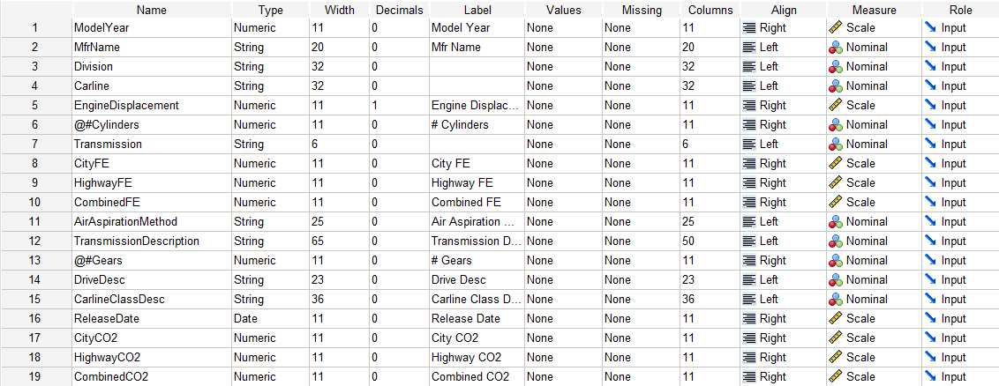 Name Type Width Decimals Label Values Missing Columns Align Measure Role
1 ModelYear Numeric 11 0 Model Year None None 11 Right Scale Input
2 MfrName String 20 0 Mfr Name None None 20 Left Nominal Input
3 Division String 32 0 None None 32 Left Nominal Input
4 Carline String 32 0 None None 32 Left Nominal Input
5 EngineDisplacement Numeric 11 1 Engine Displac... None None 11 Right Scale Input
6 @#Cylinders Numeric 11 0 # Cylinders None None 11 Right Nominal Input
7 Transmission String 6 0 None None 6 Left Nominal Input
8 CityFE Numeric 11 0 City FE None None 11 Right Scale Input
9 HighwayFE Numeric 11 0 Highway FE None None 11 Right Scale Input
10 CombinedFE Numeric 11 0 Combined FE None None 11 Right Scale Input
11 AirAspirationMethod String 25 0 Air Aspiration ... None None 25 Left Nominal Input
12 TransmissionDescription String 65 0 Transmission D... None None 50 Left Nominal Input
13 @#Gears Numeric 11 0 # Gears None None 11 Right Nominal Input
14 DriveDesc String 23 0 Drive Desc None None 23 Left Nominal Input
15 CarlineClassDesc String 36 0 Carline Class D... None None 36 Left Nominal Input
16 ReleaseDate Date 11 0 Release Date None None 11 Right Scale Input
17 CityCO2 Numeric 11 0 City CO2 None None 11 Right Scale Input
18 HighwayCO2 Numeric 11 0 Highway CO2 None None 11 Right Scale Input
19 CombinedCO2 Numeric 11 0 Combined CO2 None None 11 Right Scale Input